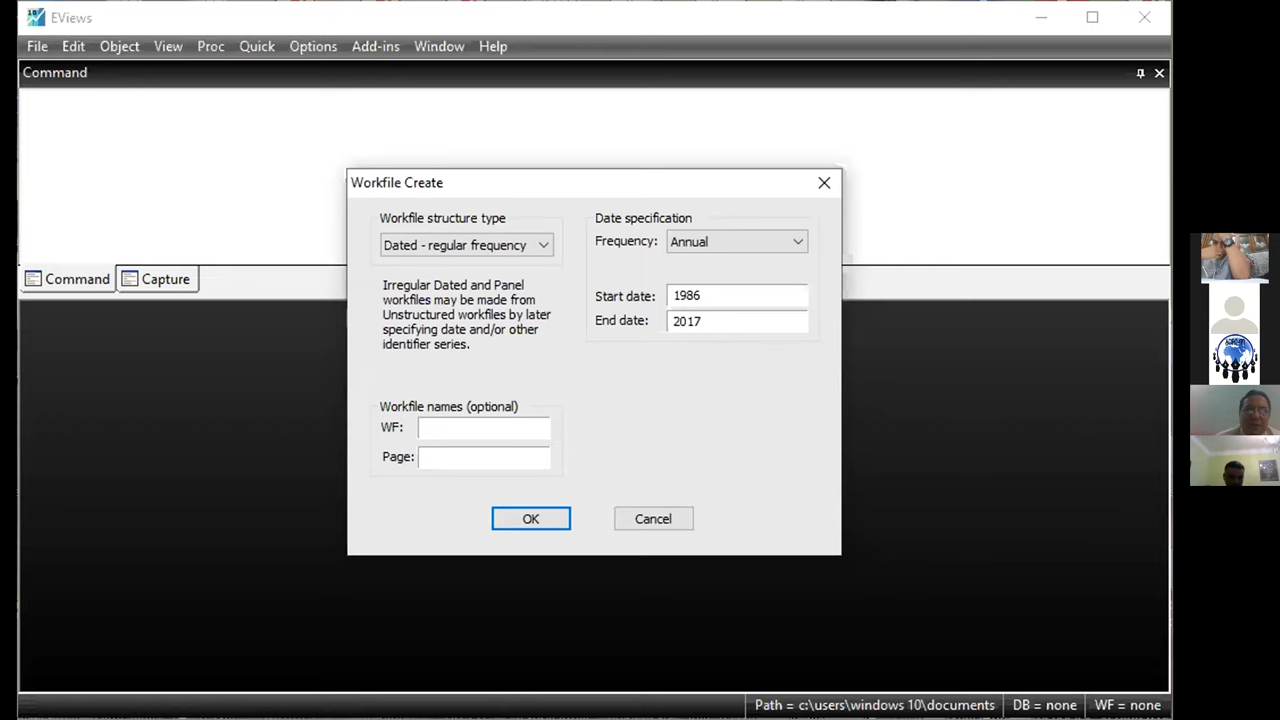 10
EViews
File Edit Object View Proc Quick Options Add-ins Window Help
Command
Workfile Create
Workfile structure type
Dated - regular frequency
Irregular Dated and Panel
workfiles may be made from
Unstructured workfiles by later
specifying date and/or other
identifier series.
Date specification
Frequency: Annual
Start date: 1986
End date: 2017
Workfile names (optional)
WF:
Page:
OK Cancel
Command Capture
Path = c:\users\windows 10\documents DB = none WF = none